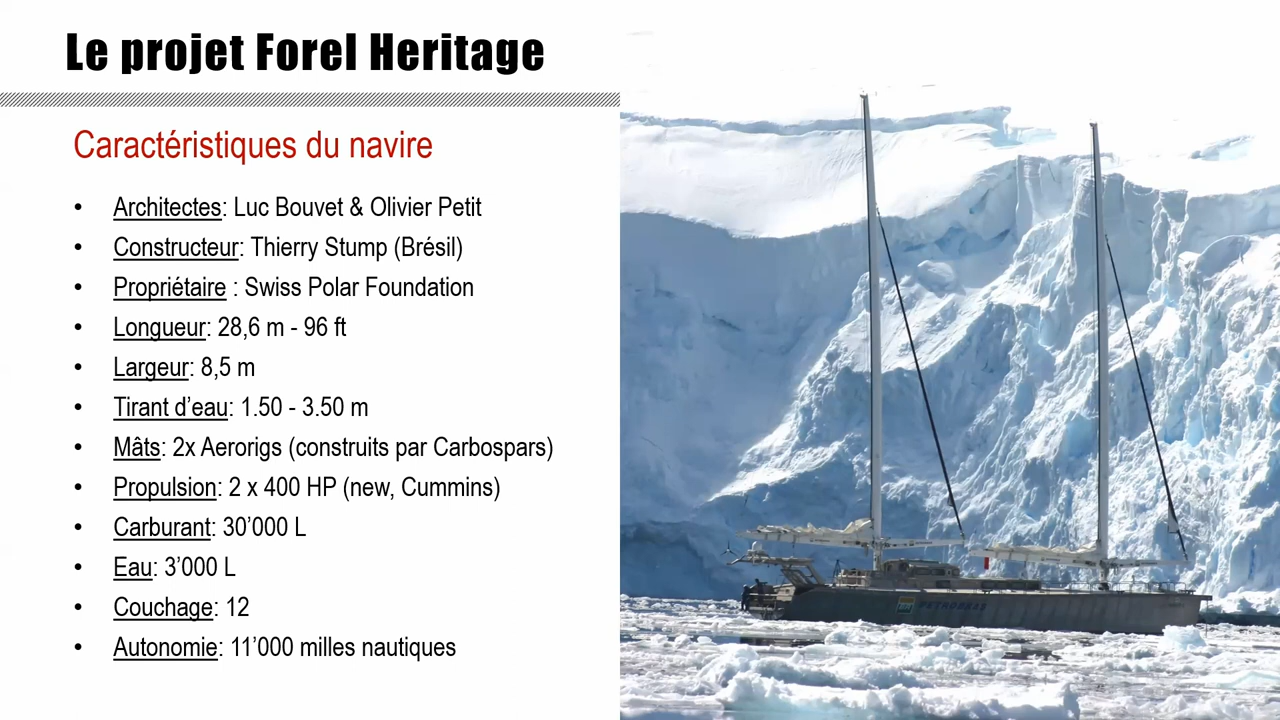 Le projet Forel Heritage
Caractéristiques du navire
• Architectes: Luc Bouvet & Olivier Petit
• Constructeur: Thierry Stump (Brésil)
• Propriétaire : Swiss Polar Foundation
• Longueur: 28,6 m - 96 ft
• Largeur: 8,5 m
• Tirant d’eau: 1.50 - 3.50 m
• Mâts: 2x Aerorigs (construits par Carbospars)
• Propulsion: 2 x 400 HP (new, Cummins)
• Carburant: 30’000 L
• Eau: 3’000 L
• Couchage: 12
• Autonomie: 11’000 milles nautiques
PETROBRAS